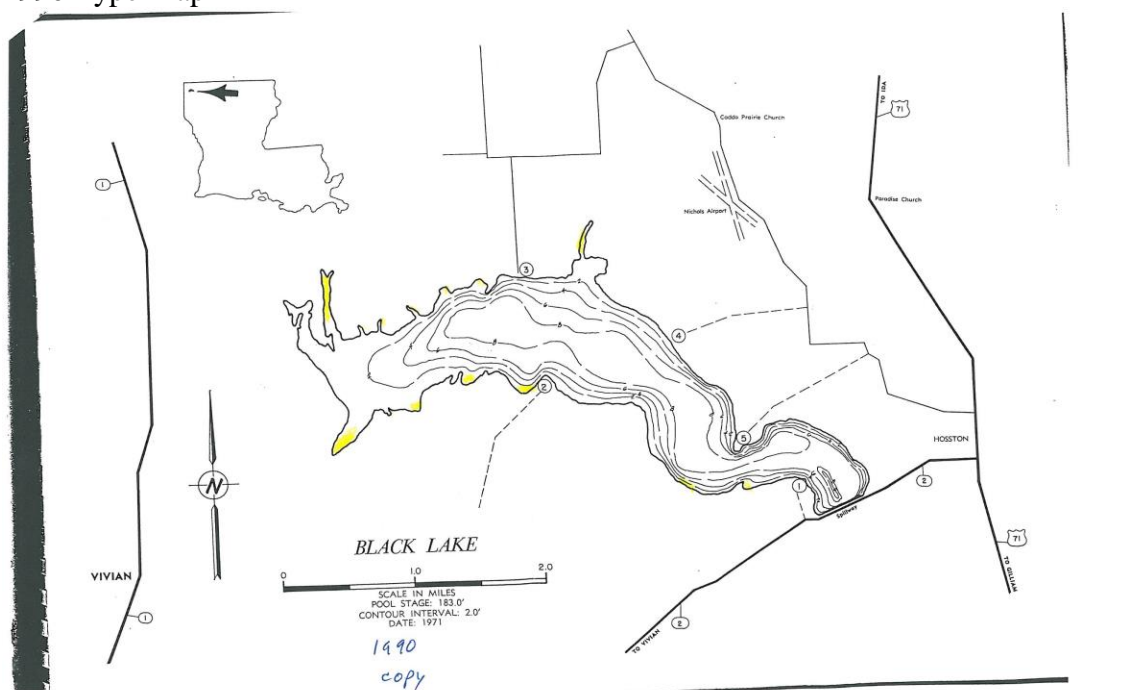 TO IDA
71
Caddo Prairie Church
1
Paradise Church
Nichols Airport
3
4
2
5
HOSSTON
N
1
2
Spillway
BLACK LAKE
0 1.0 2.0
SCALE IN MILES
POOL STAGE: 183.0'
CONTOUR INTERVAL: 2.0'
DATE: 1971
VIVIAN
1
71
TO GILLIAM
2
TO VIVIAN
1990
copy